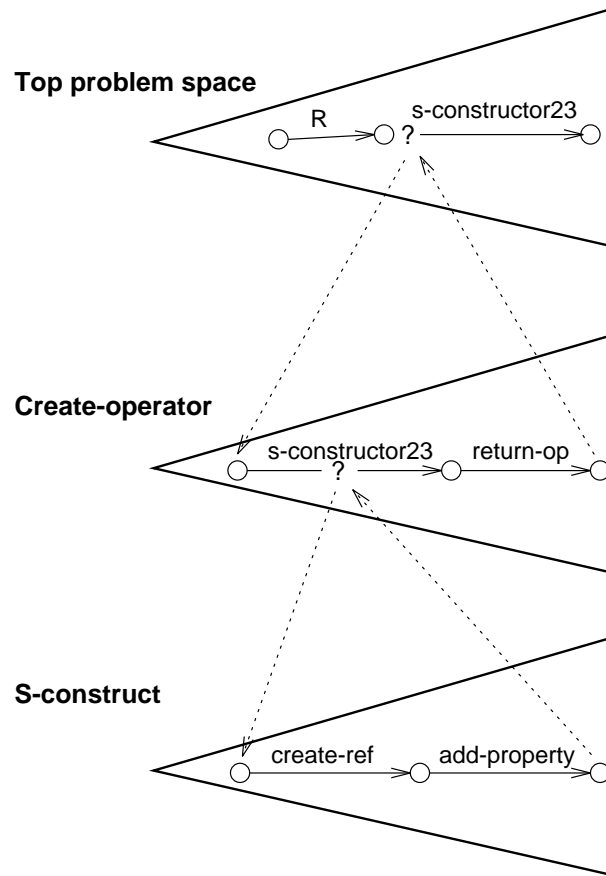 Top problem space
s-constructor23
R
?
Create-operator
s-constructor23 return-op
?
S-construct
create-ref add-property